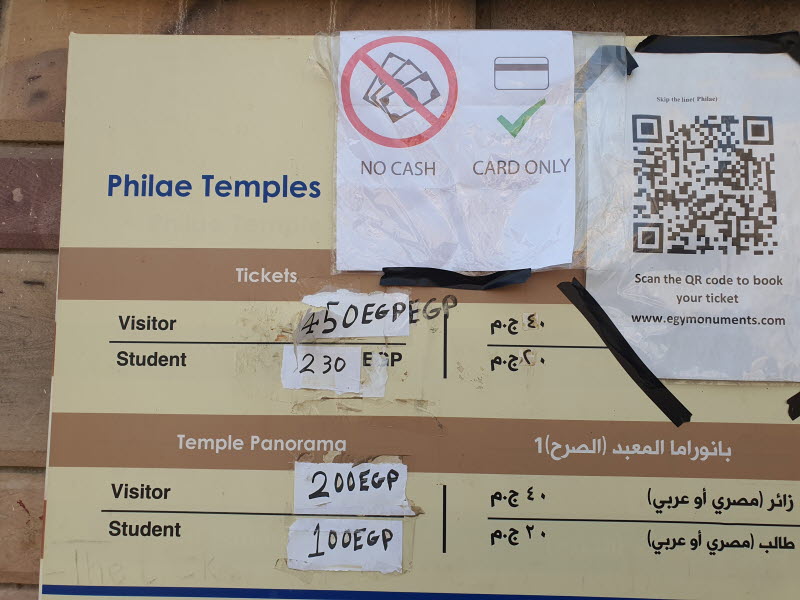 NO CASH
CARD ONLY
Skip the line( Philae)
Scan the QR code to book
your ticket
www.egymonuments.com
Philae Temples
Tickets
Visitor 450EGPEGP ٤٠ ج.م
Student 230 EGP ٢٠ ج.م
Temple Panorama بانوراما المعبد (الصرح)1
Visitor 200EGP ٤٠ ج.م زائر (مصري أو عربي)
Student 100EGP ٢٠ ج.م طالب (مصري أو عربي)